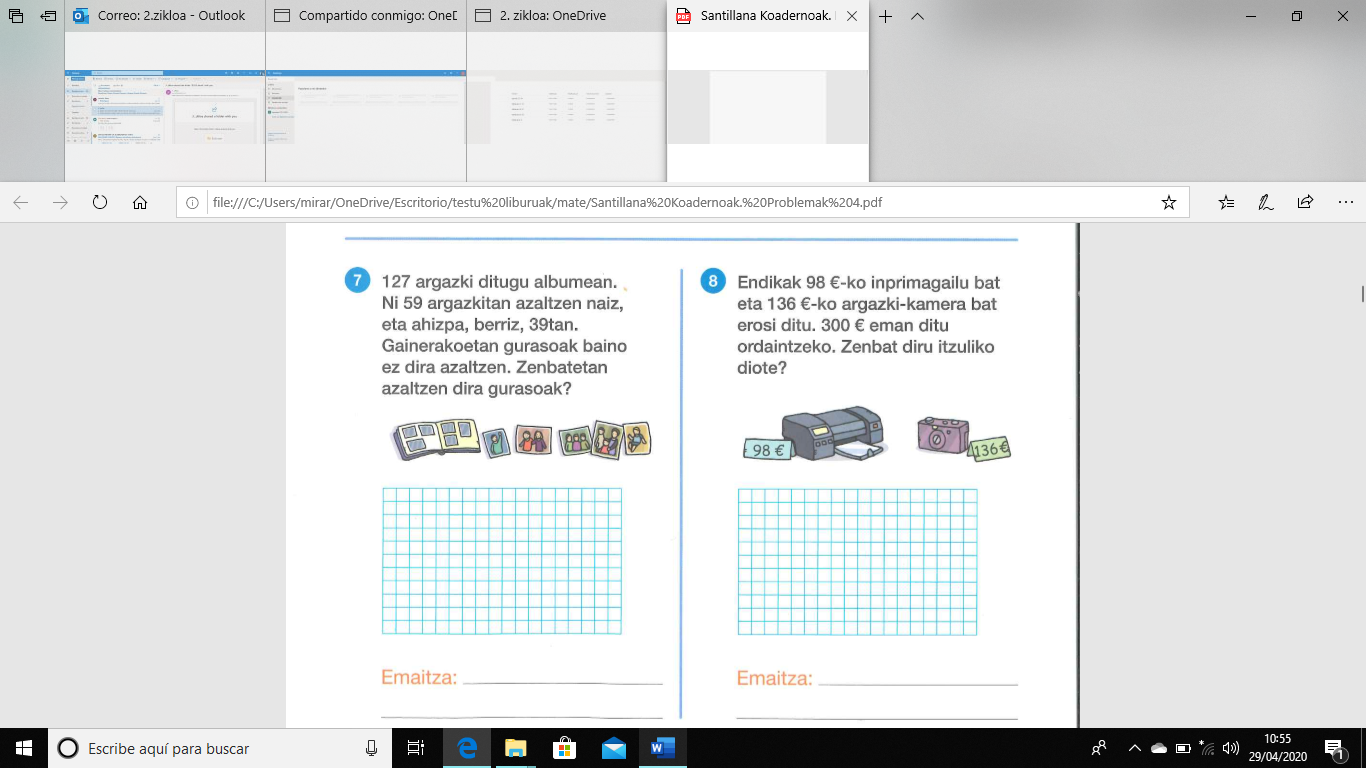 Correo: 2.zikloa - Outlook
Compartido conmigo: OneD
2. zikloa: OneDrive
Santillana Koadernoak.
file:///C:/Users/mirar/OneDrive/Escritorio/testu%20liburuak/mate/Santillana%20Koadernoak.%20Problemak%204.pdf
7
127 argazki ditugu albumean.
Ni 59 argazkitan azaltzen naiz,
eta ahizpa, berriz, 39tan.
Gainerakoetan gurasoak baino
ez dira azaltzen. Zenbatetan
azaltzen dira gurasoak?
Emaitza:
8
Endikak 98 €-ko inprimagailu bat
eta 136 €-ko argazki-kamera bat
erosi ditu. 300 € eman ditu
ordaintzeko. Zenbat diru itzuliko
diote?
98 €
136€
Emaitza:
Escribe aquí para buscar
10:55
29/04/2020
1